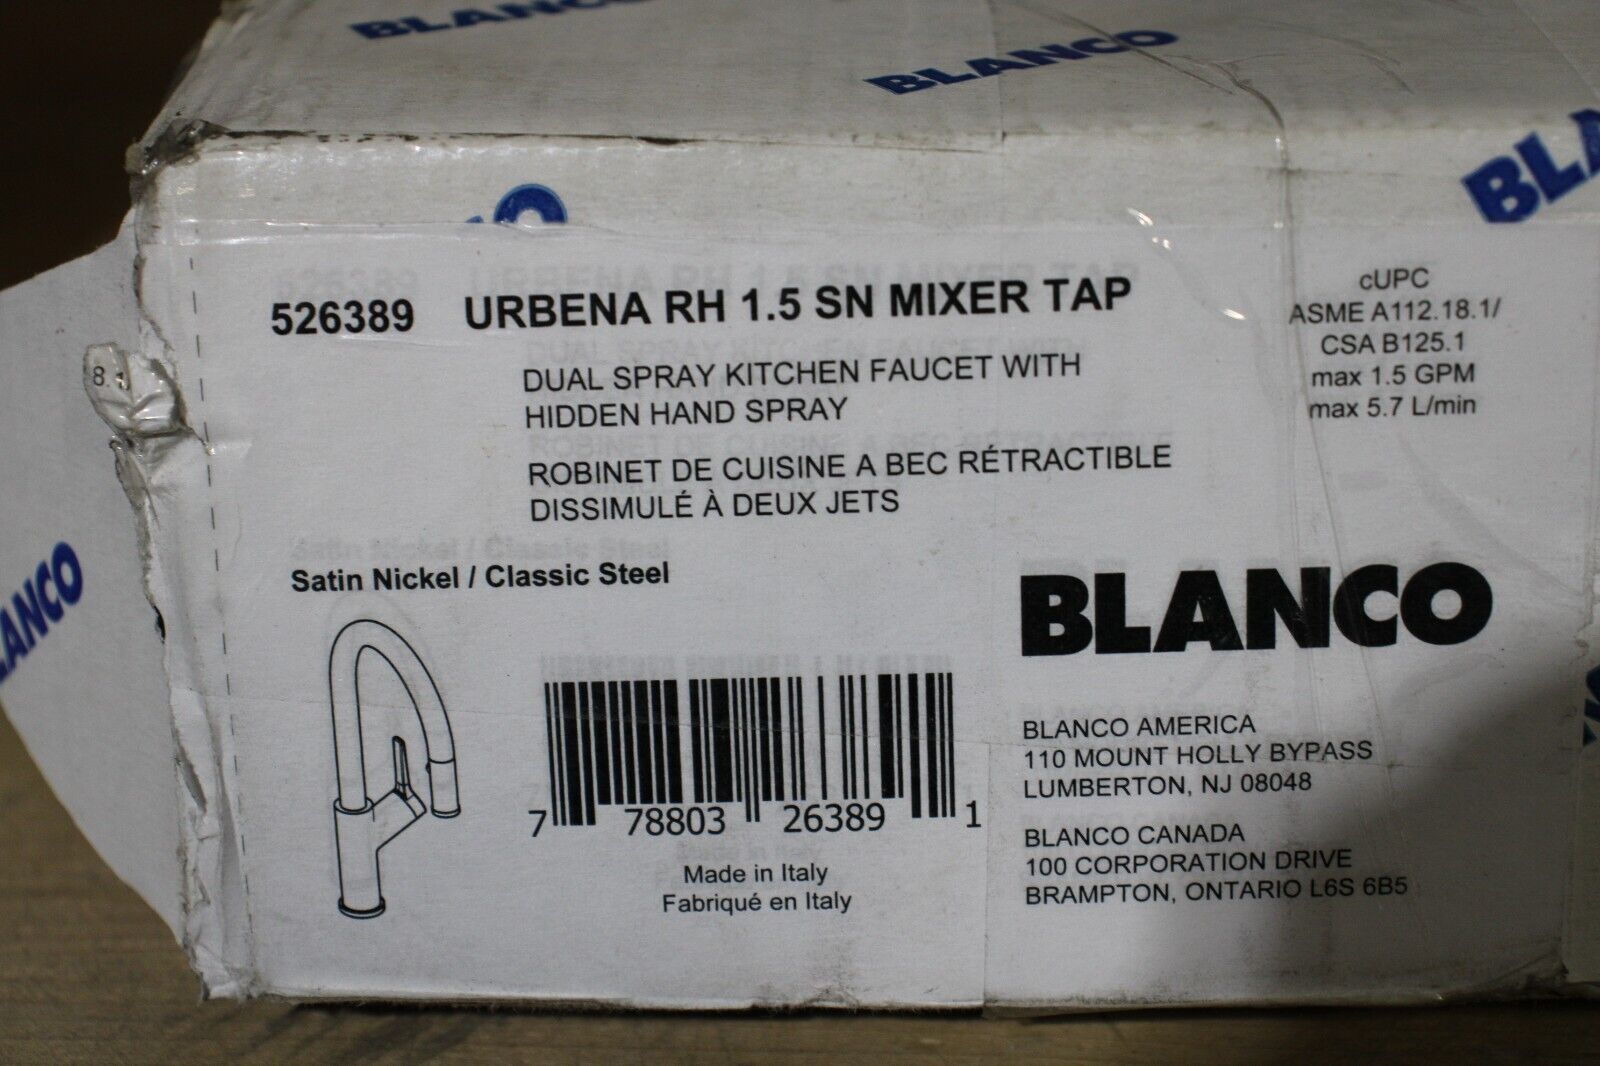 BLANCO
BLANCO
BLA
526389 URBENA RH 1.5 SN MIXER TAP
DUAL SPRAY KITCHEN FAUCET WITH
HIDDEN HAND SPRAY
ROBINET DE CUISINE A BEC RÉTRACTIBLE
DISSIMULÉ À DEUX JETS
cUPC
ASME A112.18.1/
CSA B125.1
max 1.5 GPM
max 5.7 L/min
8.
Satin Nickel / Classic Steel
BLANCO
ANCO
7 78803 26389 1
Made in Italy
Fabriqué en Italy
BLANCO AMERICA
110 MOUNT HOLLY BYPASS
LUMBERTON, NJ 08048
BLANCO CANADA
100 CORPORATION DRIVE
BRAMPTON, ONTARIO L6S 6B5